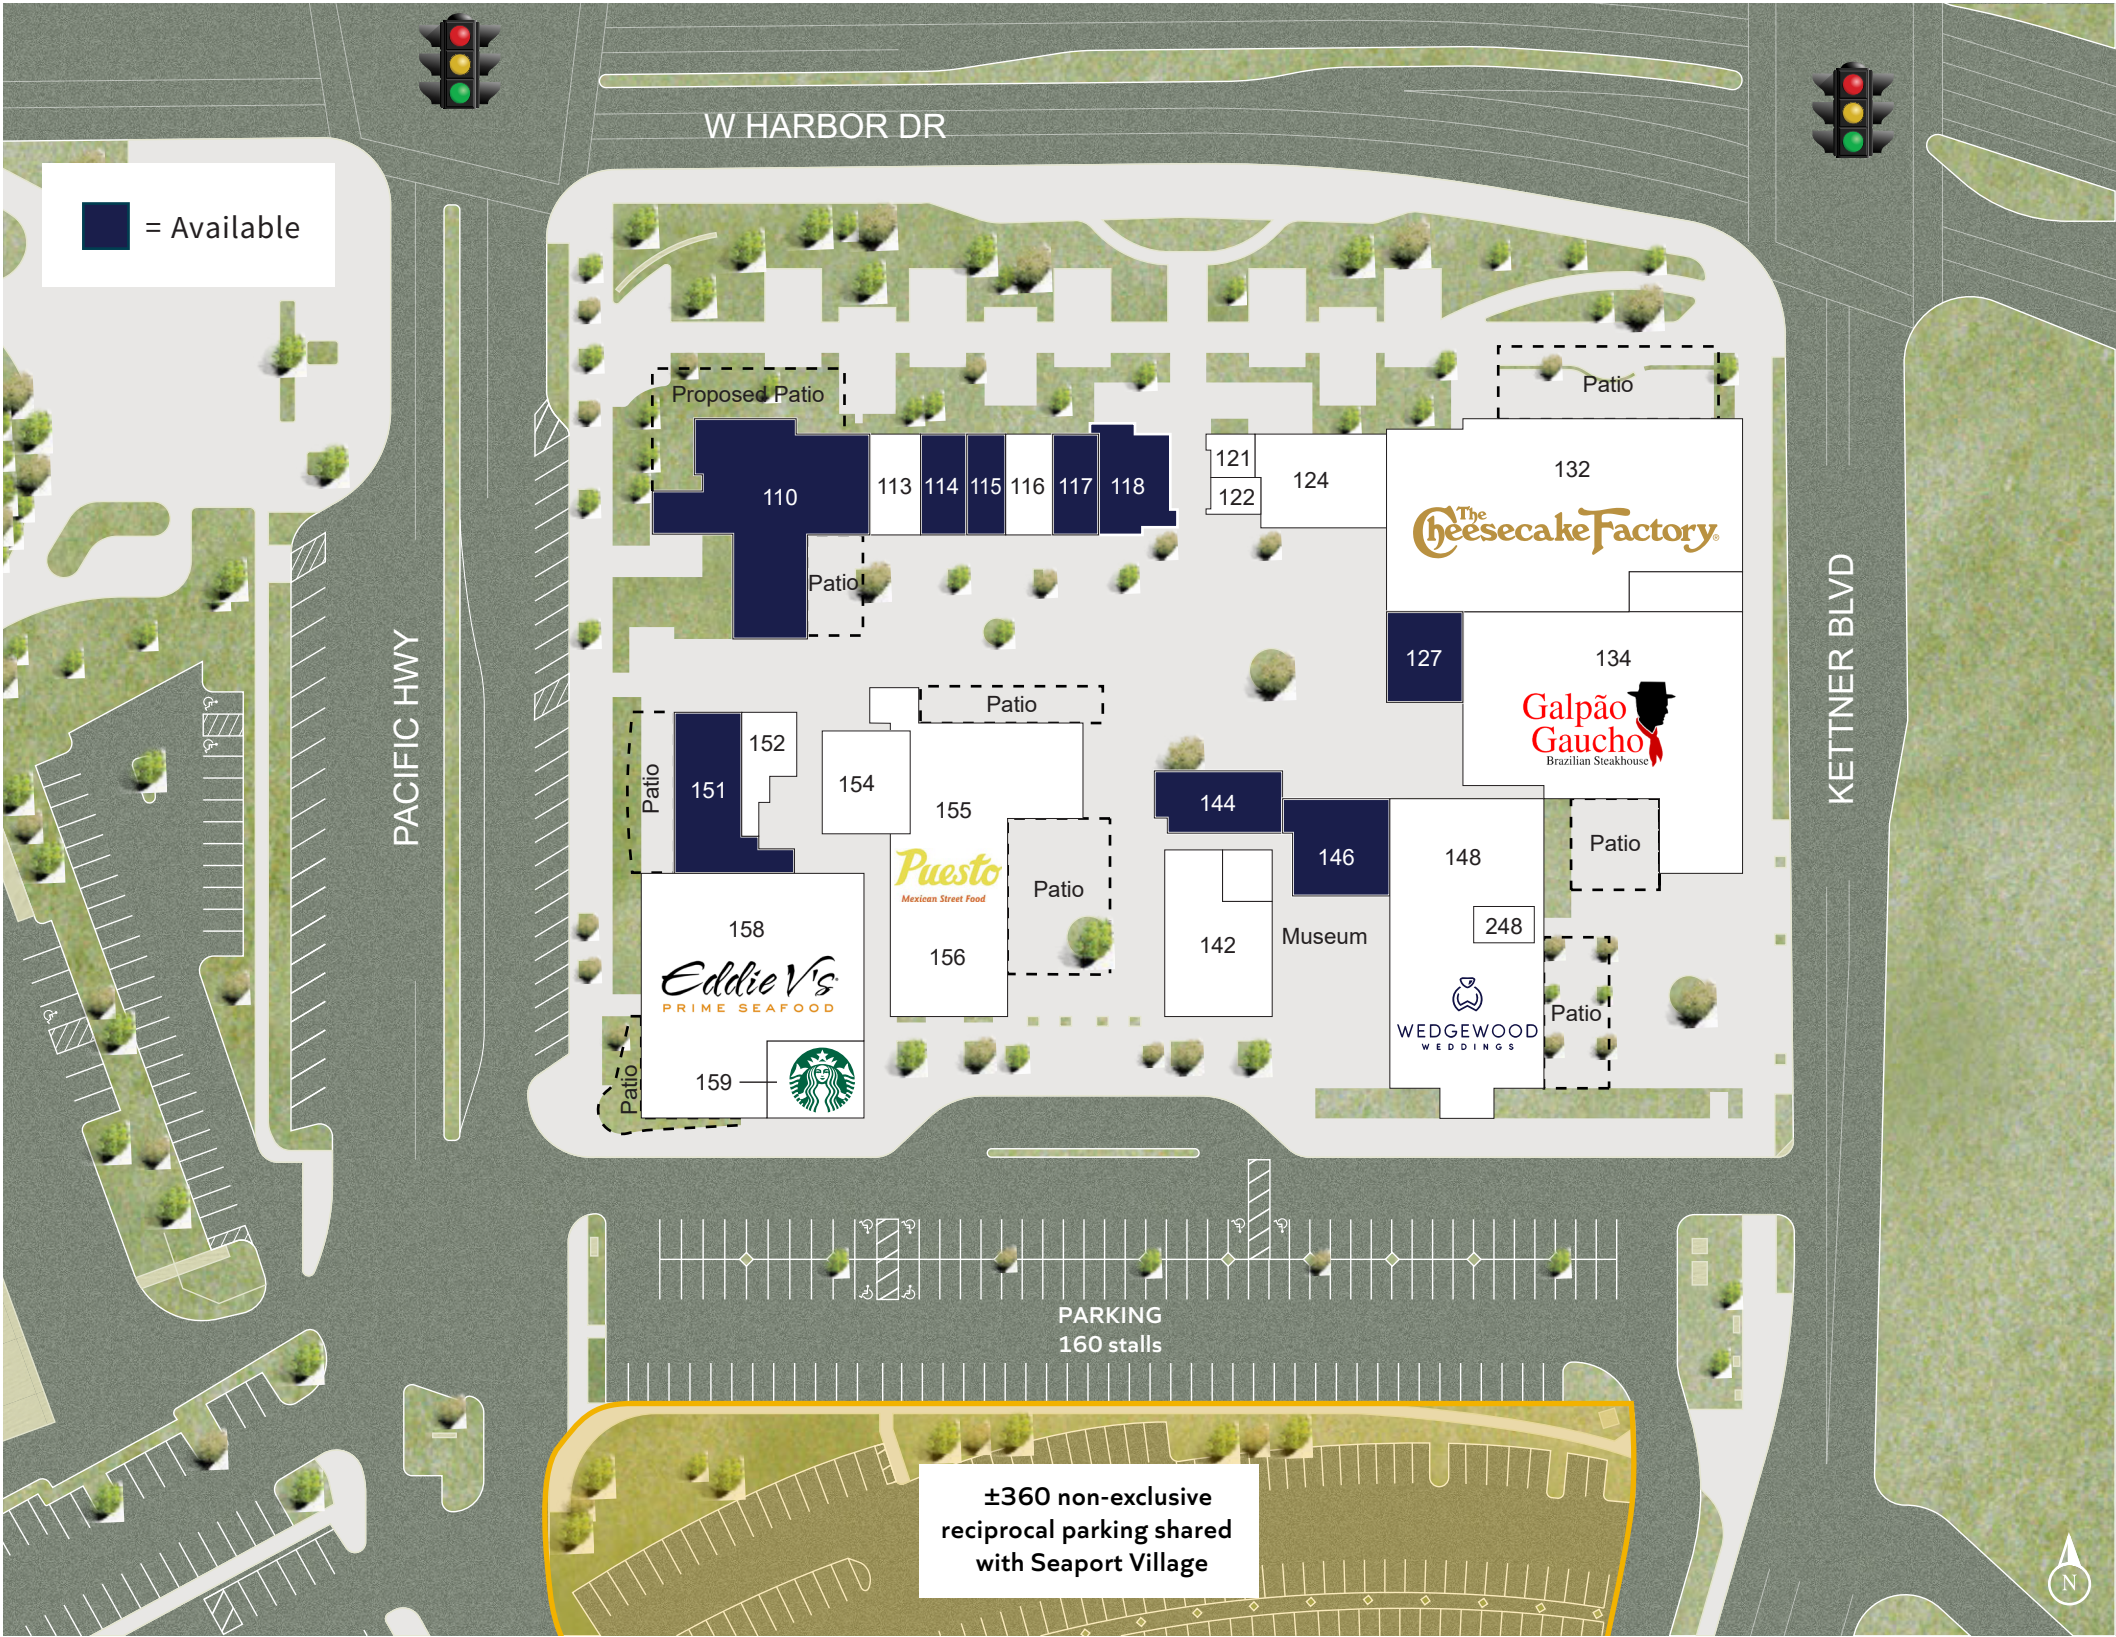 W HARBOR DR
= Available
Proposed Patio
Patio
110
113
114
115
116
117
118
121
122
124
132
The
Cheesecake Factory
Patio
127
134
Galpão
Gaucho
Brazilian Steakhouse
PACIFIC HWY
KETTNER BLVD
Patio
Patio
151
152
154
155
Puesto
Mexican Street Food
Patio
156
144
146
148
Patio
142
Museum
248
WEDGEWOOD
WEDDINGS
Patio
158
Eddie V's
PRIME SEAFOOD
159
Patio
PARKING
160 stalls
±360 non-exclusive
reciprocal parking shared
with Seaport Village
N